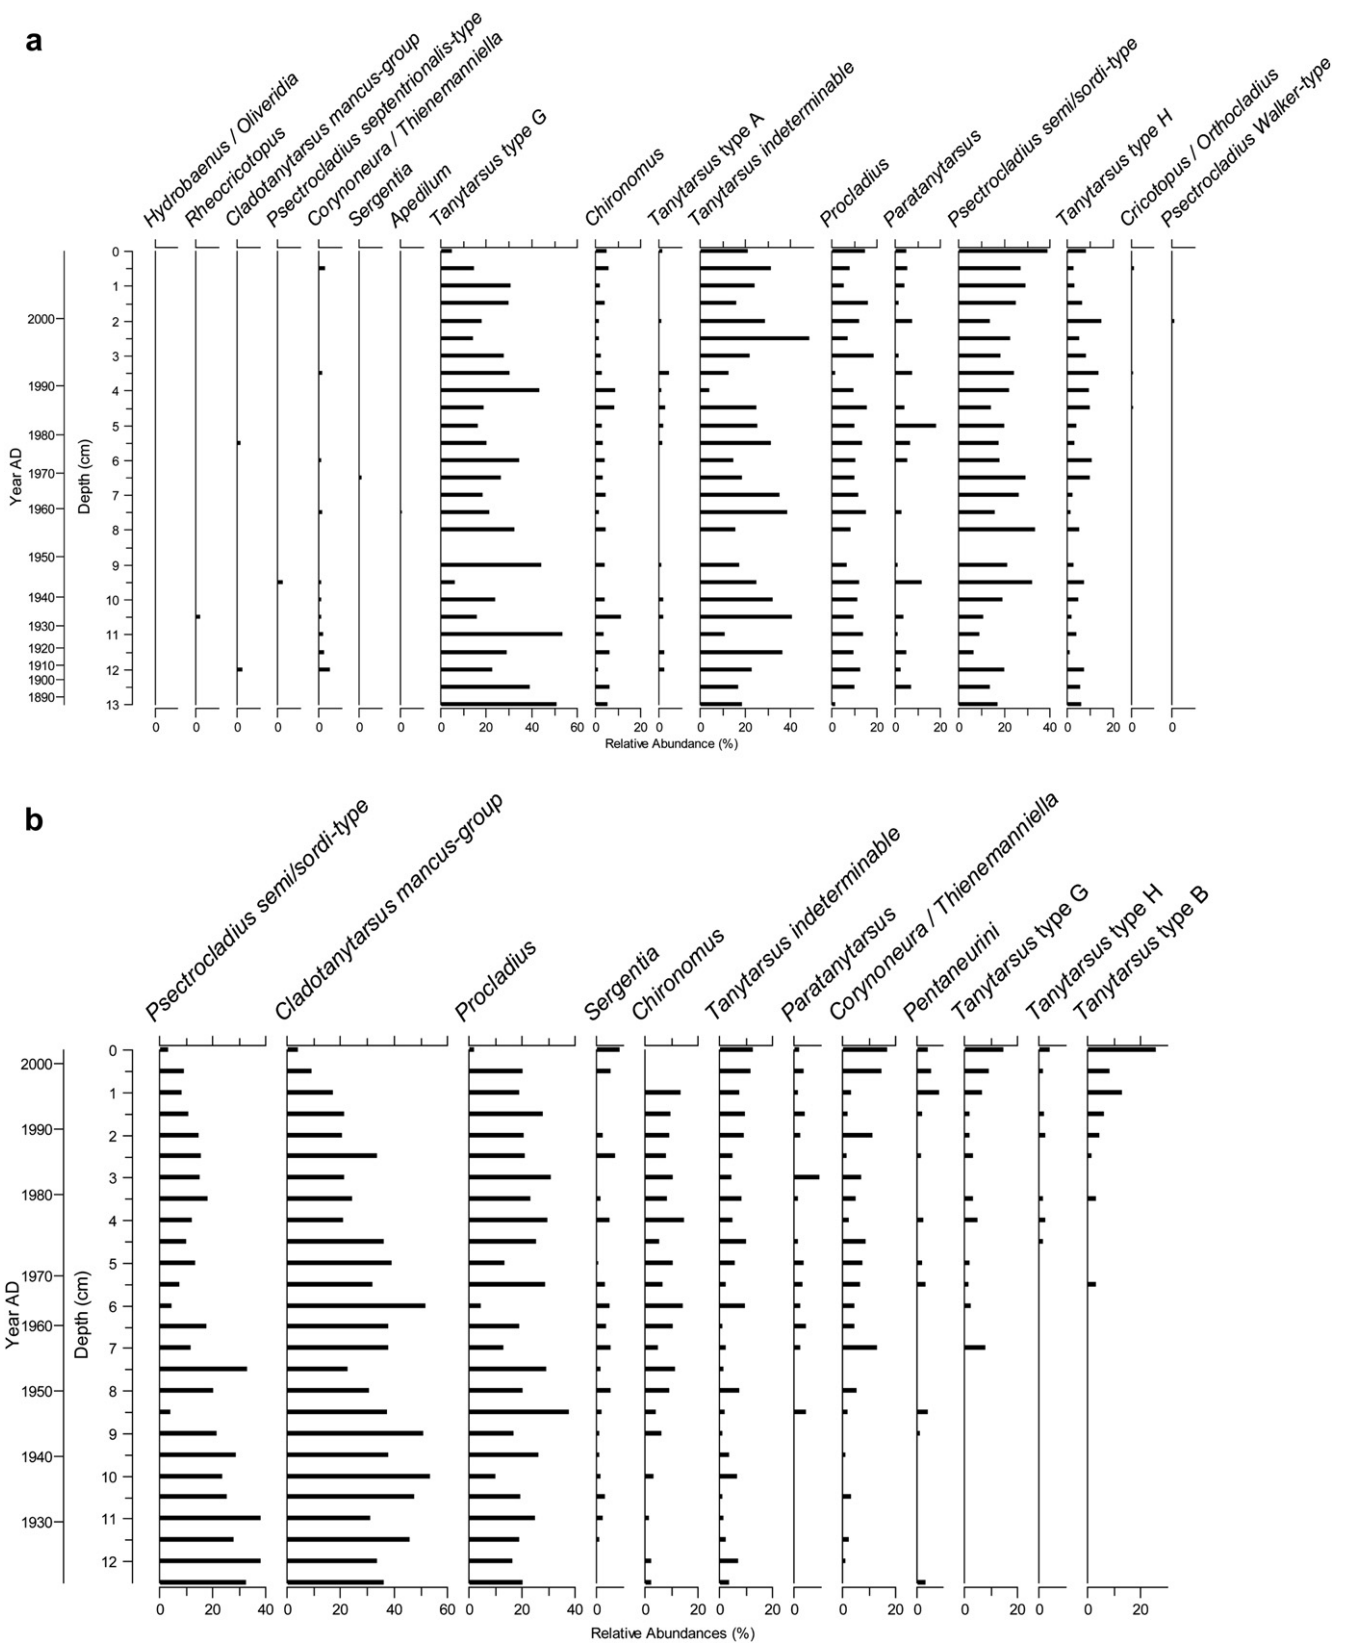 a
Hydrobaenus / Oliveridia
Rheocricotopus
Cladotanytarsus mancus-group
Psectrocladius septentrionalis-type
Corynoneura / Thienemanniella
Sergentia
Apedilum
Tanytarsus type G
Chironomus
Tanytarsus type A
Tanytarsus indeterminable
Procladius
Paratanytarsus
Psectrocladius semi/sordi-type
Tanytarsus type H
Cricotopus / Orthocladius
Psectrocladius Walker-type
Year AD
2000
1990
1980
1970
1960
1950
1940
1930
1920
1910
1900
1890
Depth (cm)
0
1
2
3
4
5
6
7
8
9
10
11
12
13
0 0 0 0 0 0 0 0 20 40 60 0 20 0 0 20 40 0 20 0 20 0 20 40 0 20 0 0
Relative Abundance (%)
b
Psectrocladius semi/sordi-type
Cladotanytarsus mancus-group
Procladius
Sergentia
Chironomus
Tanytarsus indeterminable
Paratanytarsus
Corynoneura / Thienemanniella
Pentaneurini
Tanytarsus type G
Tanytarsus type H
Tanytarsus type B
Year AD
2000
1990
1980
1970
1960
1950
1940
1930
Depth (cm)
0
1
2
3
4
5
6
7
8
9
10
11
12
0 20 40 0 20 40 60 0 20 40 0 0 20 0 20 0 0 20 0 0 20 0 0 20
Relative Abundances (%)